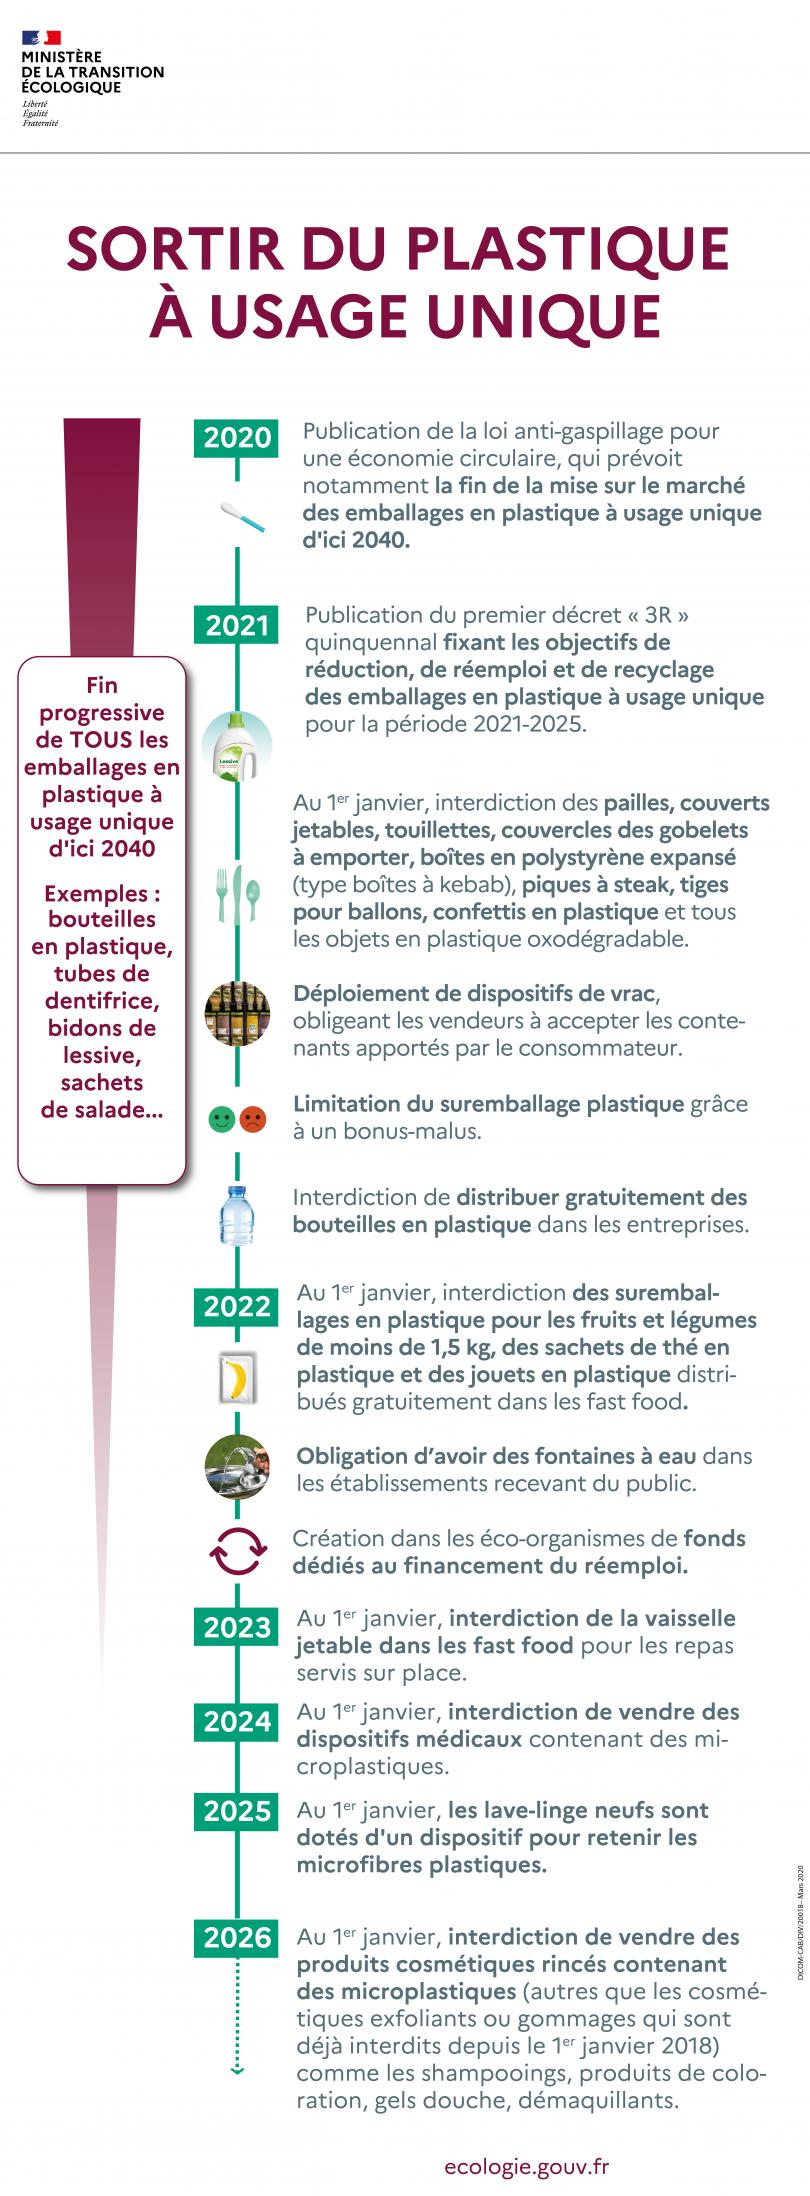 MINISTÈRE
DE LA TRANSITION
ÉCOLOGIQUE
Liberté
Égalité
Fraternité
SORTIR DU PLASTIQUE
À USAGE UNIQUE
2020
Publication de la loi anti-gaspillage pour
une économie circulaire, qui prévoit
notamment la fin de la mise sur le marché
des emballages en plastique à usage unique
d'ici 2040.
2021
Publication du premier décret « 3R »
quinquennal fixant les objectifs de
réduction, de réemploi et de recyclage
des emballages en plastique à usage unique
pour la période 2021-2025.
Fin
progressive
de TOUS les
emballages en
plastique à
usage unique
d'ici 2040
Exemples :
bouteilles
en plastique,
tubes de
dentifrice,
bidons de
lessive,
sachets
de salade...
Lessive
Au 1er janvier, interdiction des pailles, couverts
jetables, touillettes, couvercles des gobelets
à emporter, boîtes en polystyrène expansé
(type boîtes à kebab), piques à steak, tiges
pour ballons, confettis en plastique et tous
les objets en plastique oxodégradable.
Déploiement de dispositifs de vrac,
obligeant les vendeurs à accepter les conte-
nants apportés par le consommateur.
Limitation du suremballage plastique grâce
à un bonus-malus.
Interdiction de distribuer gratuitement des
bouteilles en plastique dans les entreprises.
2022
Au 1er janvier, interdiction des suremбal-
lages en plastique pour les fruits et légumes
de moins de 1,5 kg, des sachets de thé en
plastique et des jouets en plastique distri-
bués gratuitement dans les fast food.
Obligation d'avoir des fontaines à eau dans
les établissements recevant du public.
Création dans les éco-organismes de fonds
dédiés au financement du réemploi.
2023
Au 1er janvier, interdiction de la vaisselle
jetable dans les fast food pour les repas
servis sur place.
2024
Au 1er janvier, interdiction de vendre des
dispositifs médicaux contenant des mi-
croplastiques.
2025
Au 1er janvier, les lave-linge neufs sont
dotés d'un dispositif pour retenir les
microfibres plastiques.
2026
Au 1er janvier, interdiction de vendre des
produits cosmétiques rincés contenant
des microplastiques (autres que les cosmé-
tiques exfoliants ou gommages qui sont
déjà interdits depuis le 1er janvier 2018)
comme les shampooings, produits de colo-
ration, gels douche, démaquillants.
DICOM-CAB/DIV/20018 - Mars 2020
ecologie.gouv.fr